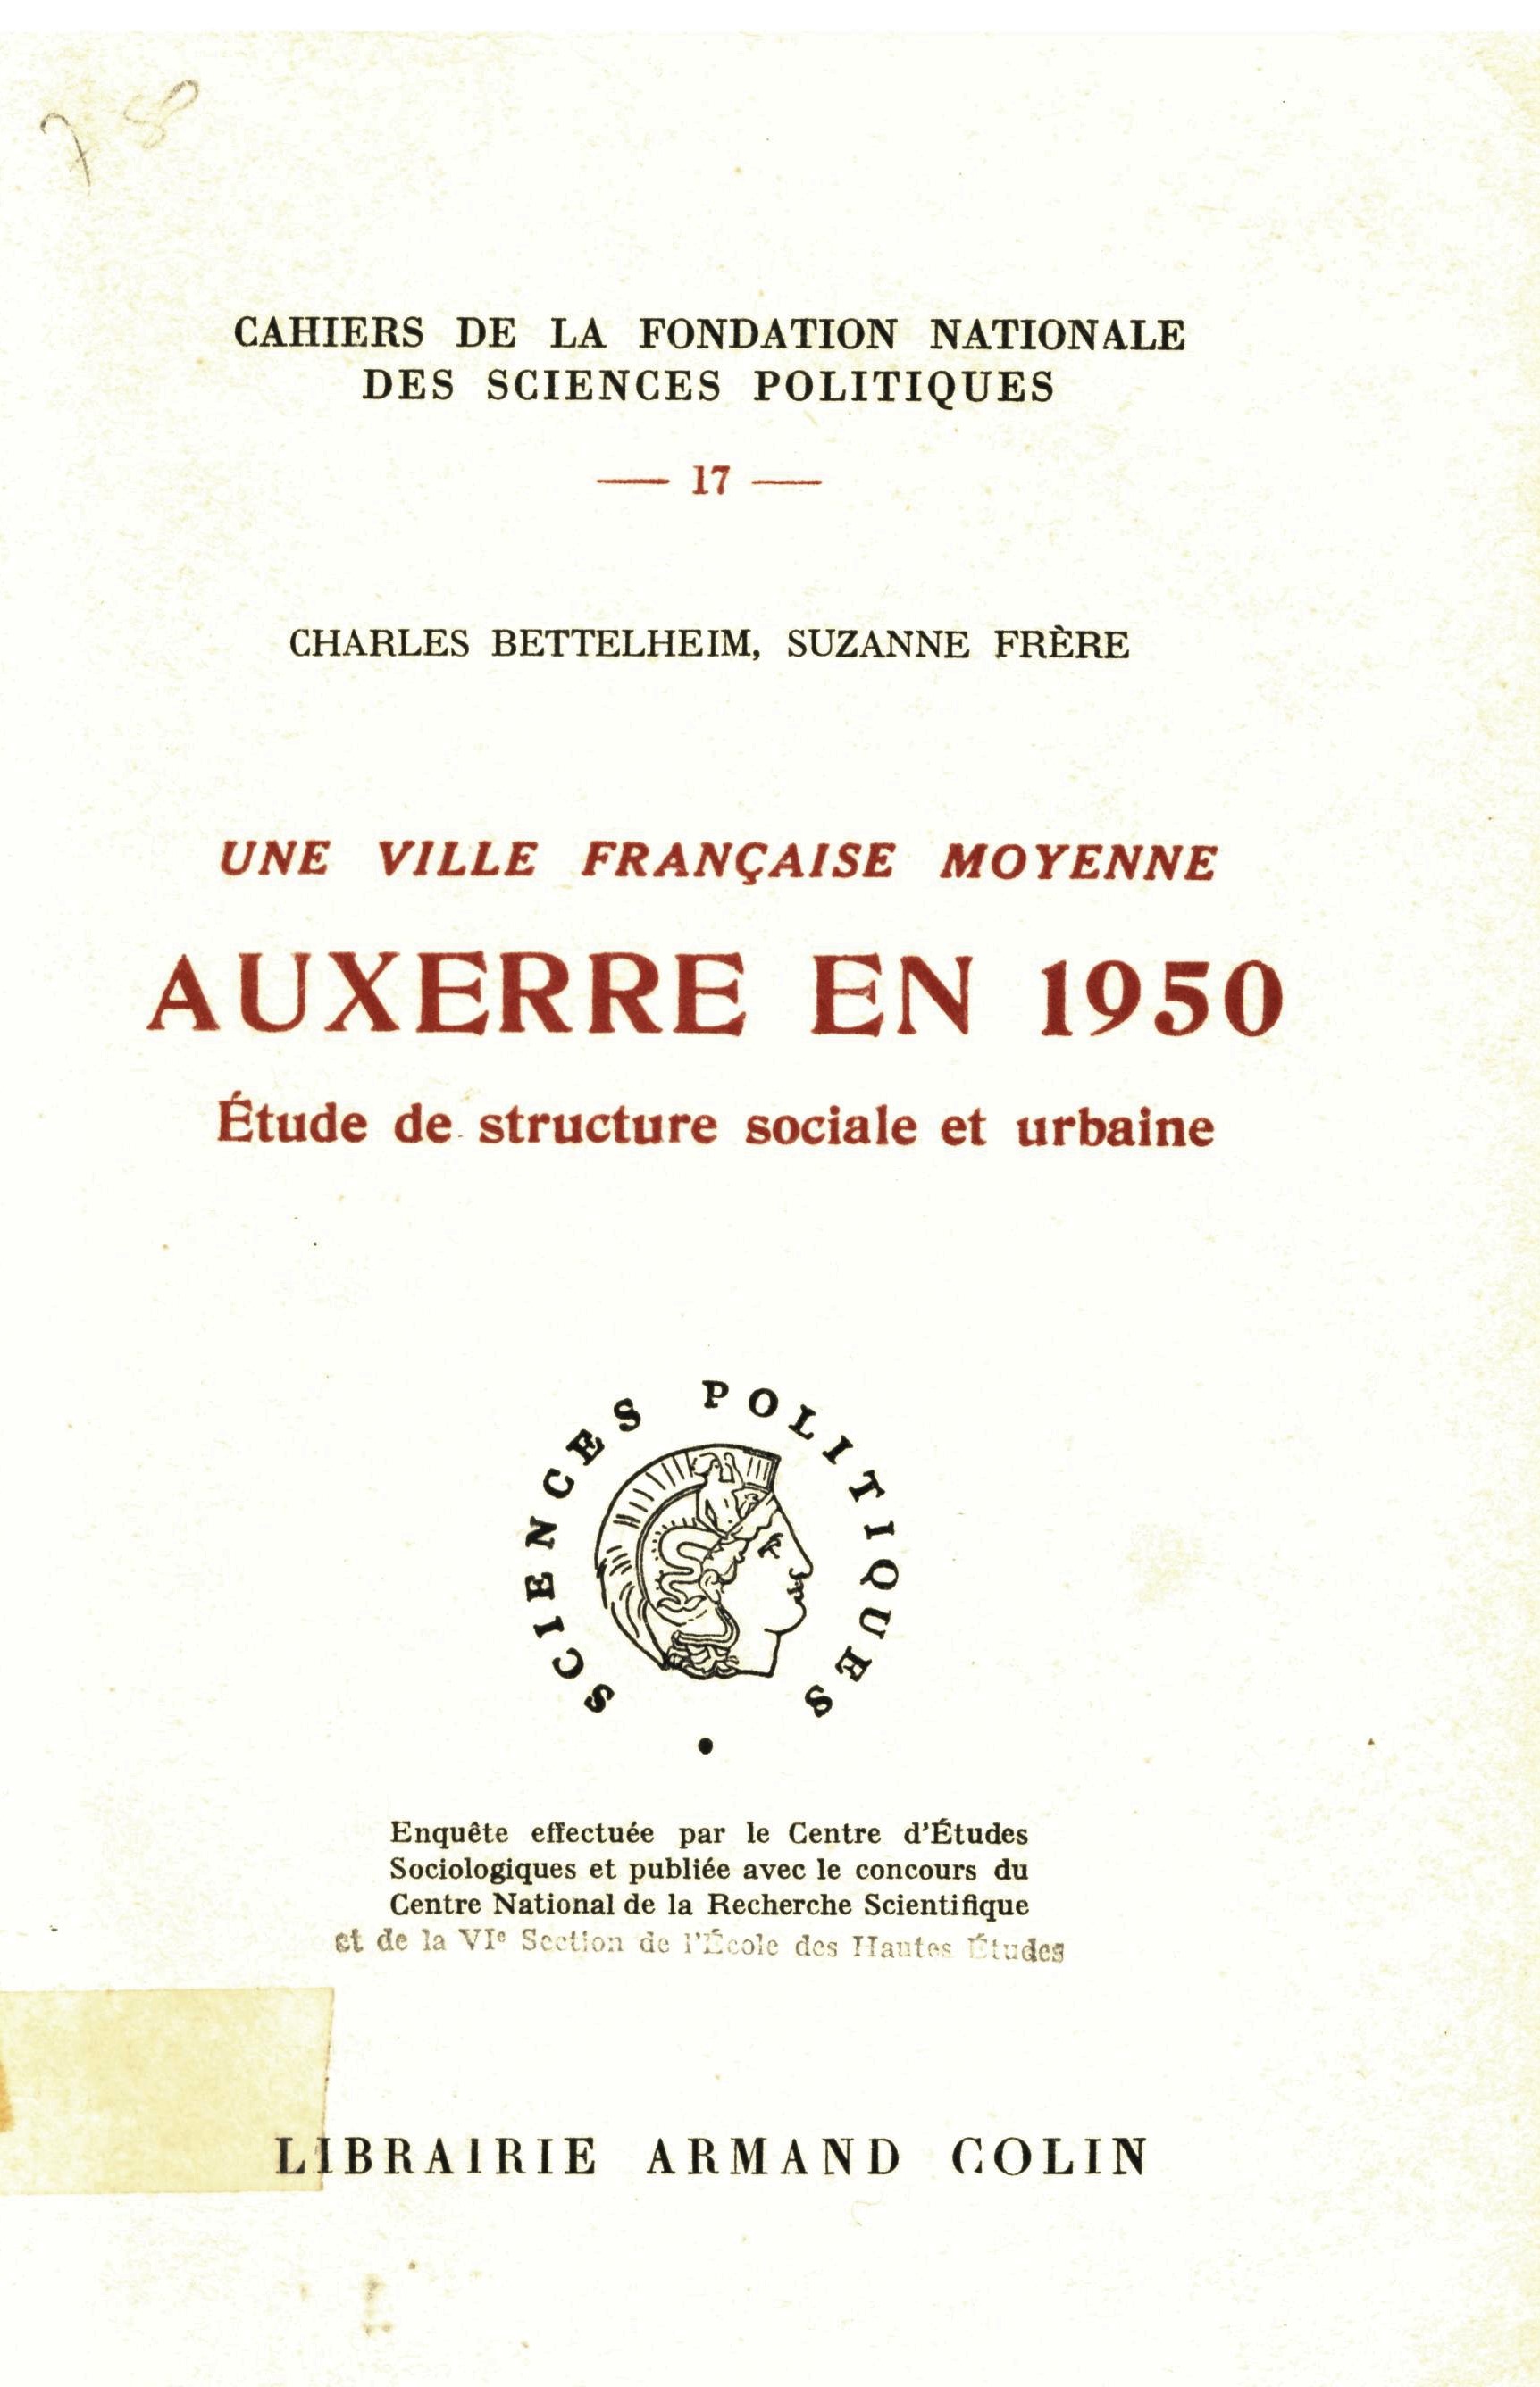 CAHIERS DE LA FONDATION NATIONALE
DES SCIENCES POLITIQUES
— 17 —
CHARLES BETTELHEIM, SUZANNE FRÈRE
UNE VILLE FRANÇAISE MOYENNE
AUXERRE EN 1950
Étude de structure sociale et urbaine
SCIENCES POLITIQUES
Enquête effectuée par le Centre d'Études
Sociologiques et publiée avec le concours du
Centre National de la Recherche Scientifique
et de la VIe Section de l'École des Hautes Études
LIBRAIRIE ARMAND COLIN